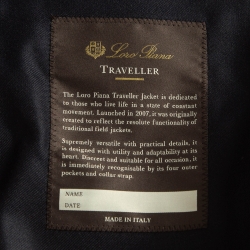 Loro Piana
TRAVELLER
The Loro Piana Traveller Jacket is dedicated
to those who live life in a state of constant
movement. Launched in 2007, it was originally
created to reflect the resolute functionality of
traditional field jackets.
Supremely versatile with practical details, it
is designed with utility and adaptability at its
heart. Discreet and suitable for all occasion, it
is immediately recognisable by its four outer
pockets and collar strap.
NAME
DATE
MADE IN ITALY